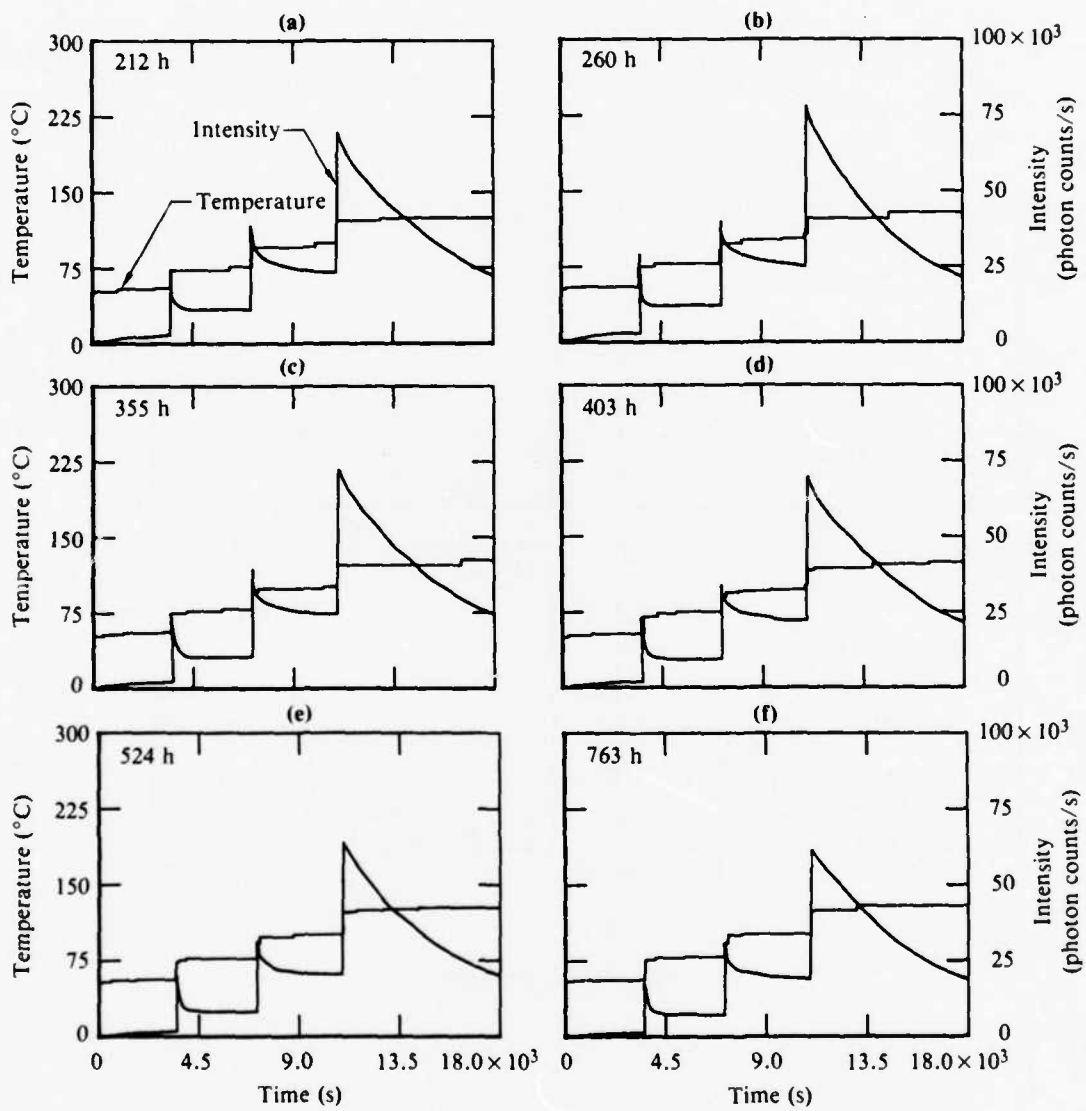 (a)
(b)
300
225
150
75
0
Temperature (°C)
212 h
Intensity
Temperature
260 h
100 × 10³
75
50
25
0
Intensity
(photon counts/s)
(c)
(d)
300
225
150
75
0
Temperature (°C)
355 h
403 h
100 × 10³
75
50
25
0
Intensity
(photon counts/s)
(e)
(f)
300
225
150
75
0
Temperature (°C)
524 h
763 h
100 × 10³
75
50
25
0
Intensity
(photon counts/s)
0 4.5 9.0 13.5 18.0 × 10³
Time (s)
0 4.5 9.0 13.5 18.0 × 10³
Time (s)